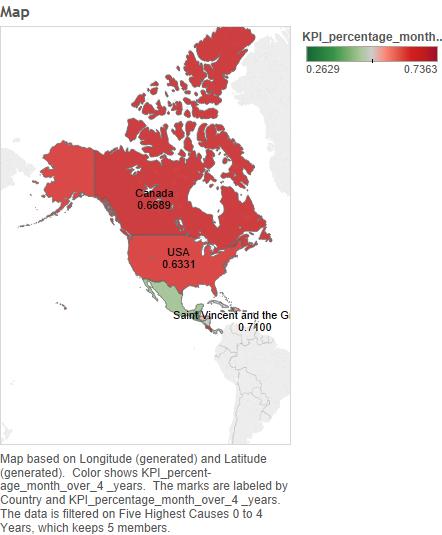 Map
KPI_percentage_month..
0.2629 0.7363
Canada
0.6689
USA
0.6331
Saint Vincent and the G
0.7100
Map based on Longitude (generated) and Latitude
(generated).  Color shows KPI_percent-
age_month_over_4 _years.  The marks are labeled by
Country and KPI_percentage_month_over_4 _years.
The data is filtered on Five Highest Causes 0 to 4
Years, which keeps 5 members.